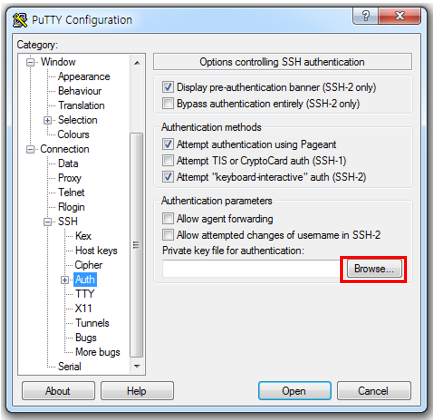 PuTTY Configuration
Category:
Window
Appearance
Behaviour
Translation
Selection
Colours
Connection
Data
Proxy
Telnet
Rlogin
SSH
Kex
Host keys
Cipher
Auth
TTY
X11
Tunnels
Bugs
More bugs
Serial
Options controlling SSH authentication
Display pre-authentication banner (SSH-2 only)
Bypass authentication entirely (SSH-2 only)
Authentication methods
Attempt authentication using Pageant
Attempt TIS or CryptoCard auth (SSH-1)
Attempt "keyboard-interactive" auth (SSH-2)
Authentication parameters
Allow agent forwarding
Allow attempted changes of username in SSH-2
Private key file for authentication:
Browse...
About
Help
Open
Cancel